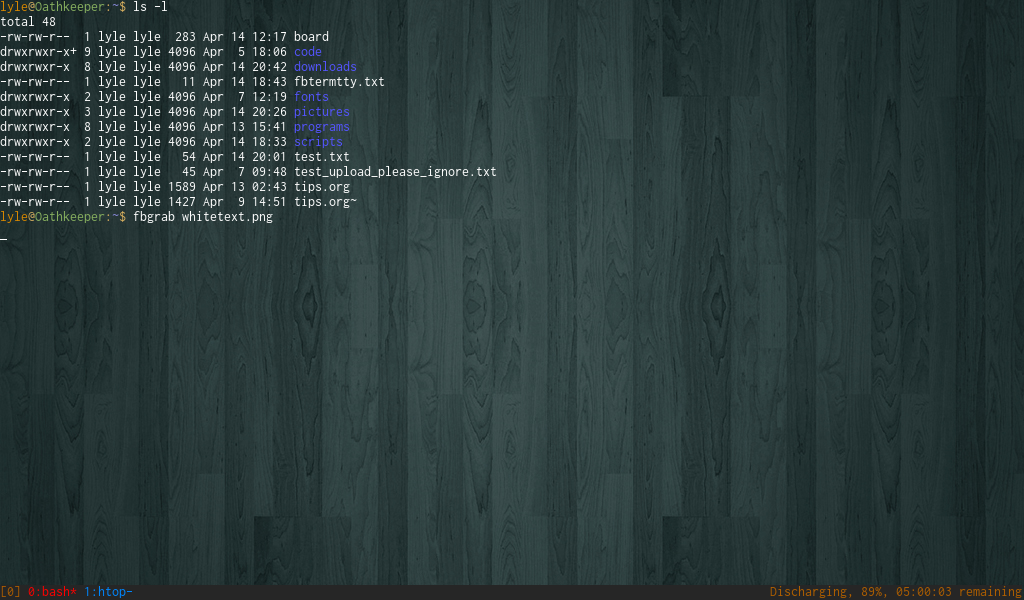 lyle@Oathkeeper:~$ ls -l
total 48
-rw-rw-r--  1 lyle lyle  283 Apr 14 12:17 board
drwxrwxr-x+ 9 lyle lyle 4096 Apr  5 18:06 code
drwxrwxr-x  8 lyle lyle 4096 Apr 14 20:42 downloads
-rw-rw-r--  1 lyle lyle   11 Apr 14 18:43 fbtermtty.txt
drwxrwxr-x  2 lyle lyle 4096 Apr  7 12:19 fonts
drwxrwxr-x  3 lyle lyle 4096 Apr 14 20:26 pictures
drwxrwxr-x  8 lyle lyle 4096 Apr 13 15:41 programs
drwxrwxr-x  2 lyle lyle 4096 Apr 14 18:33 scripts
-rw-rw-r--  1 lyle lyle   54 Apr 14 20:01 test.txt
-rw-rw-r--  1 lyle lyle   45 Apr  7 09:48 test_upload_please_ignore.txt
-rw-rw-r--  1 lyle lyle 1589 Apr 13 02:43 tips.org
-rw-rw-r--  1 lyle lyle 1427 Apr  9 14:51 tips.org~
lyle@Oathkeeper:~$ fbgrab whitetext.png
_
[0] 0:bash* 1:htop- Discharging, 89%, 05:00:03 remaining